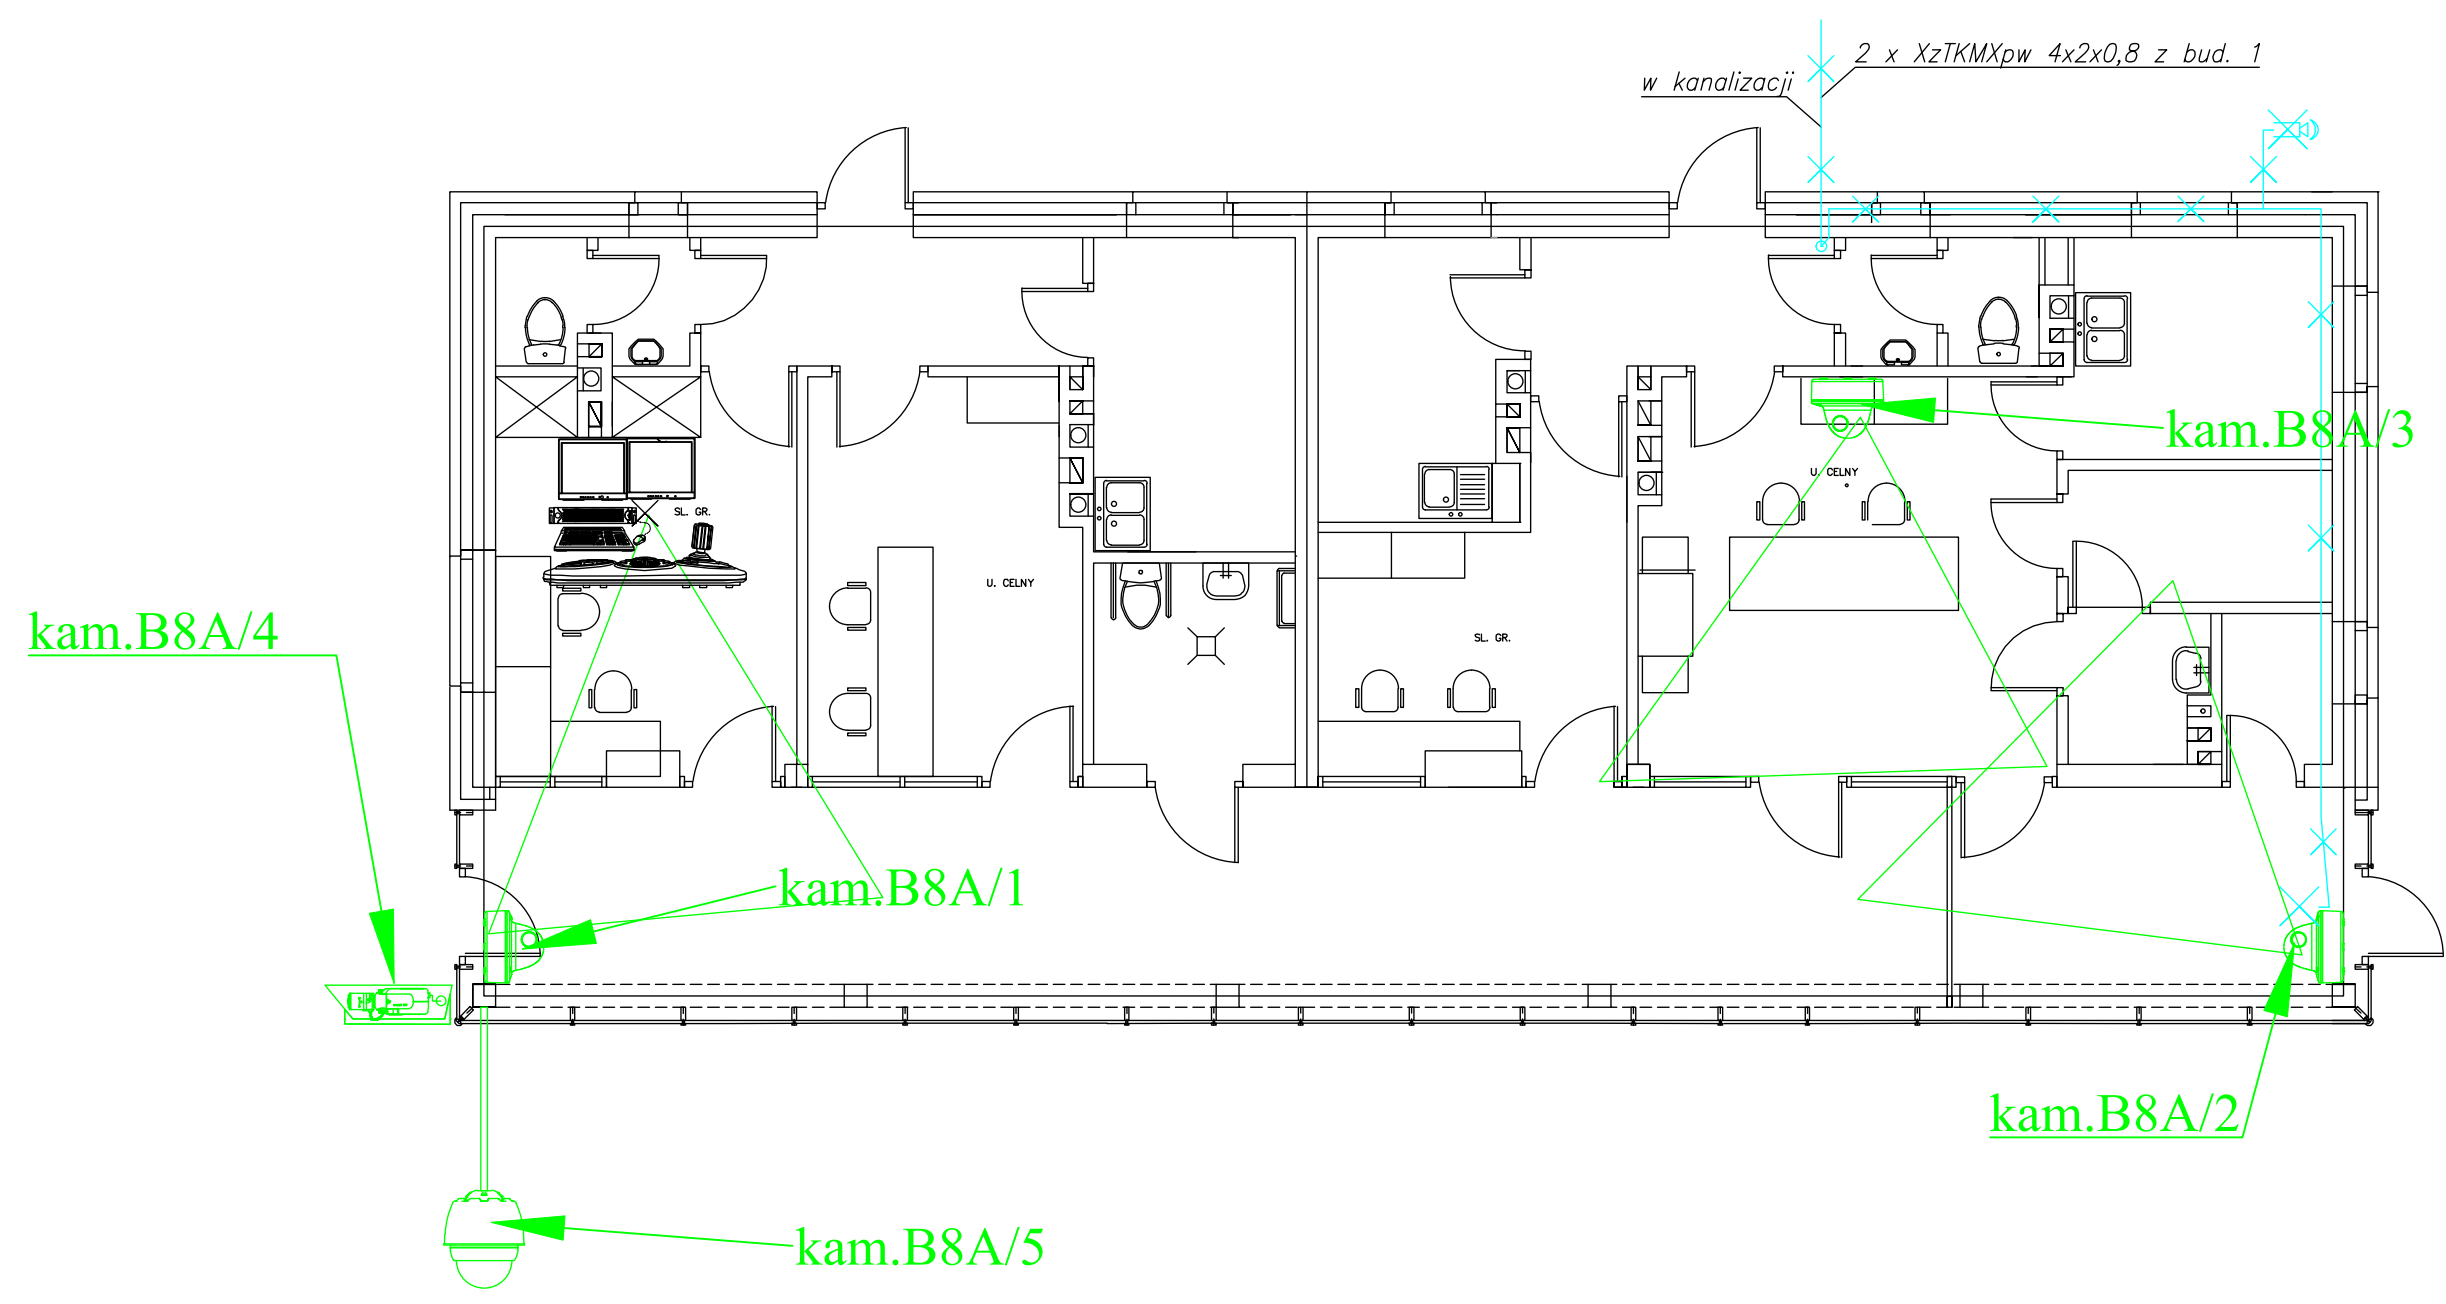 2 x XzTKMXpw 4x2x0,8 z bud. 1
w kanalizacji
kam.B8A/3
U. CELNY
SL. GR.
U. CELNY
kam.B8A/4
SL. GR.
kam.B8A/1
kam.B8A/2
kam.B8A/5